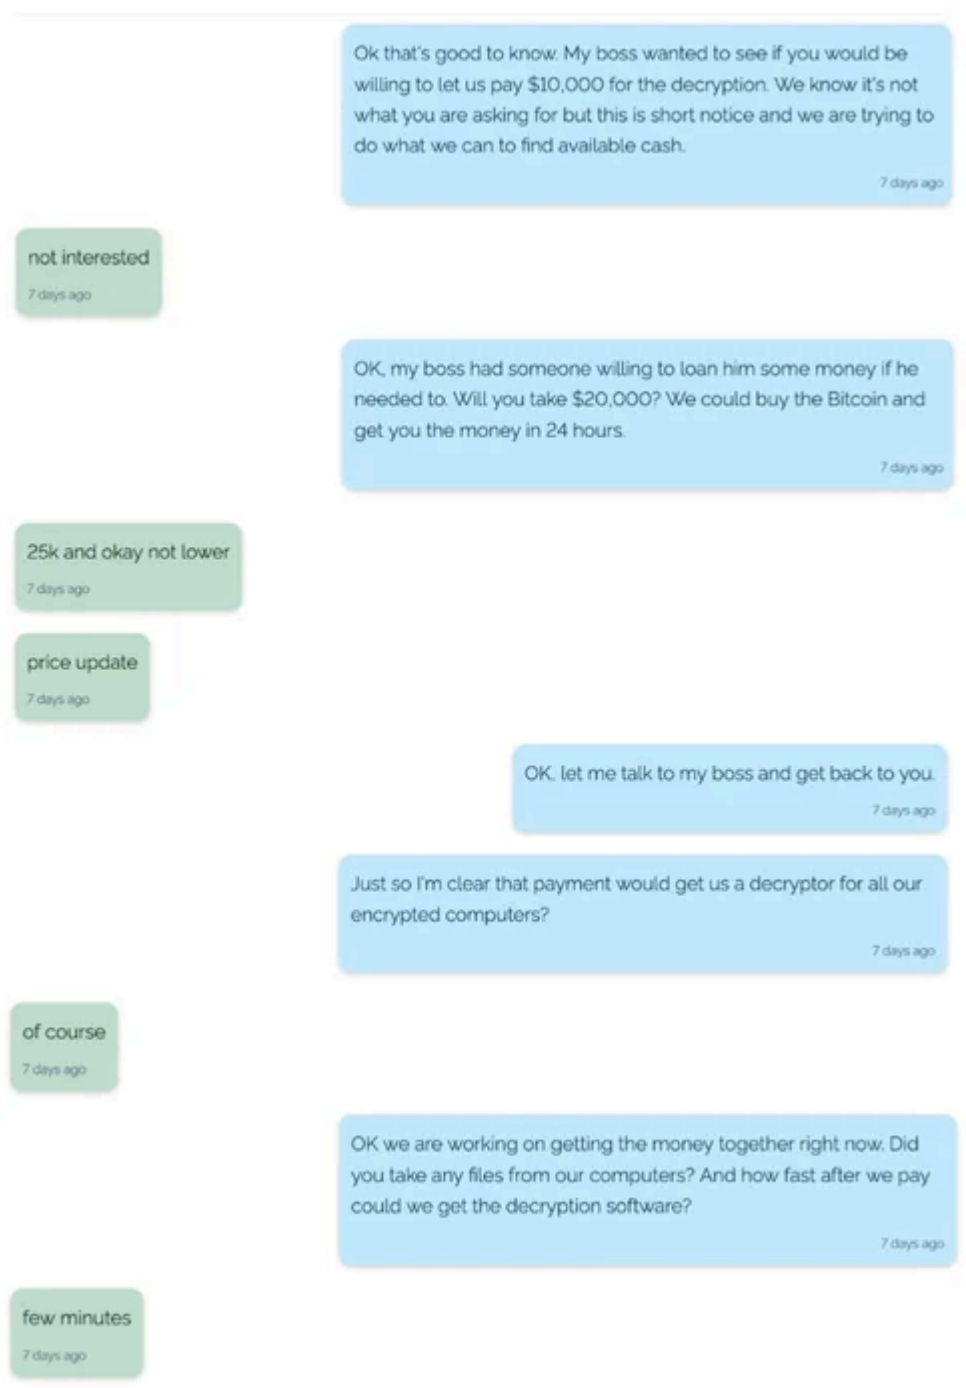 Ok that's good to know. My boss wanted to see if you would be
willing to let us pay $10,000 for the decryption. We know it's not
what you are asking for but this is short notice and we are trying to
do what we can to find available cash.
7 days ago
not interested
7 days ago
OK, my boss had someone willing to loan him some money if he
needed to. Will you take $20,000? We could buy the Bitcoin and
get you the money in 24 hours.
7 days ago
25k and okay not lower
7 days ago
price update
7 days ago
OK, let me talk to my boss and get back to you.
7 days ago
Just so I'm clear that payment would get us a decryptor for all our
encrypted computers?
7 days ago
of course
7 days ago
OK we are working on getting the money together right now. Did
you take any files from our computers? And how fast after we pay
could we get the decryption software?
7 days ago
few minutes
7 days ago